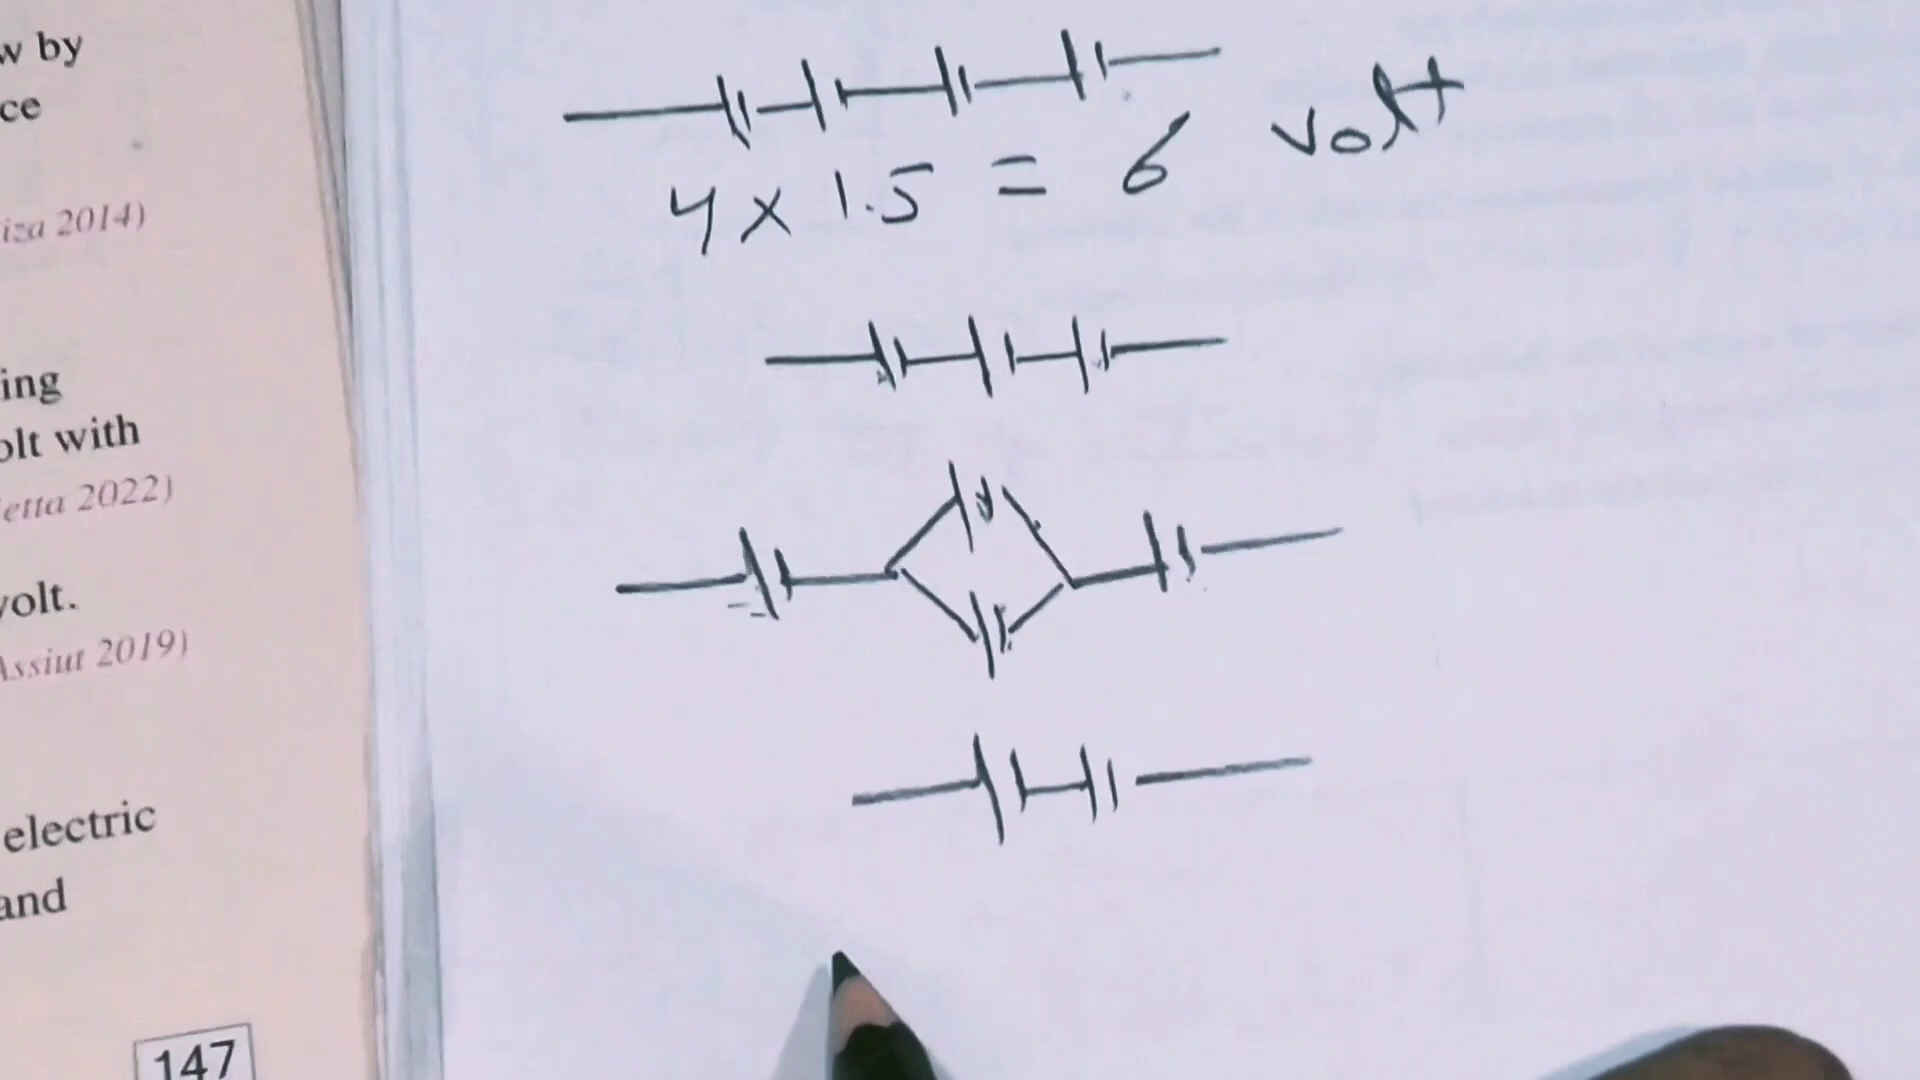 w by
ce
iza 2014)
ing
olt with
etta 2022)
volt.
Assiut 2019)
electric
and
147
4 x 1.5 = 6 volt